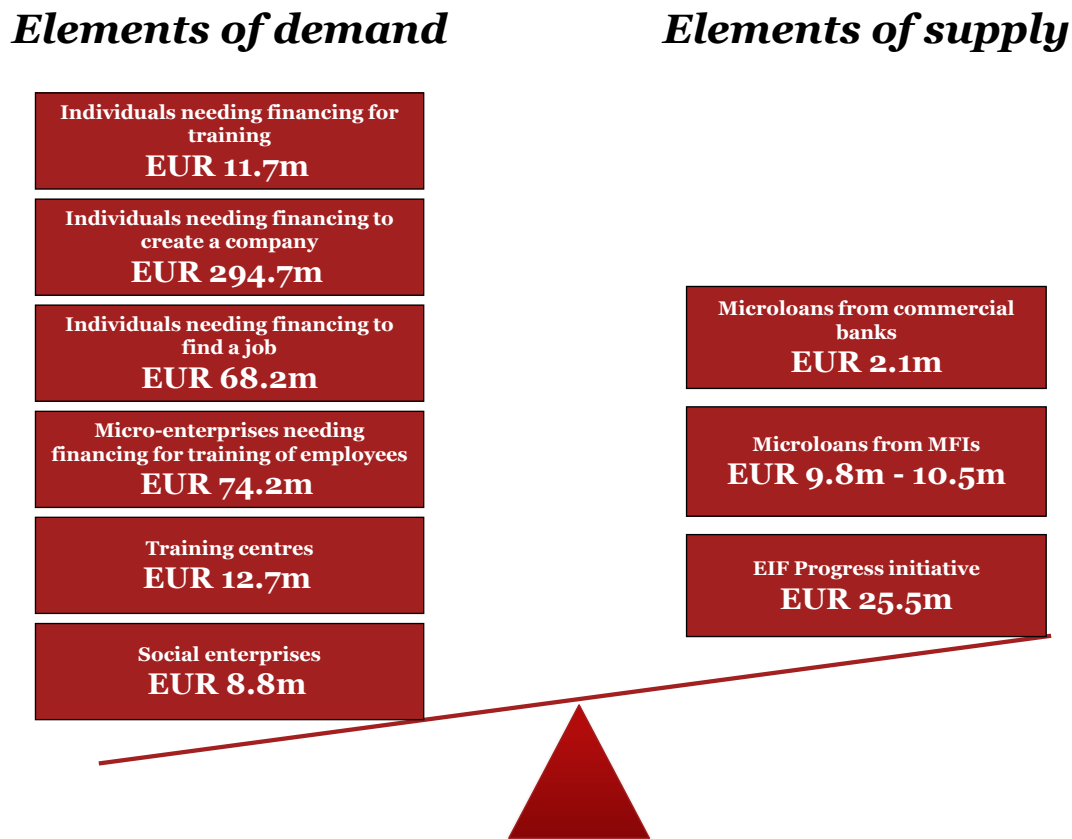 Elements of demand
Elements of supply
Individuals needing financing for
training
EUR 11.7m
Individuals needing financing to
create a company
EUR 294.7m
Individuals needing financing to
find a job
EUR 68.2m
Micro-enterprises needing
financing for training of employees
EUR 74.2m
Training centres
EUR 12.7m
Social enterprises
EUR 8.8m
Microloans from commercial
banks
EUR 2.1m
Microloans from MFIs
EUR 9.8m - 10.5m
EIF Progress initiative
EUR 25.5m